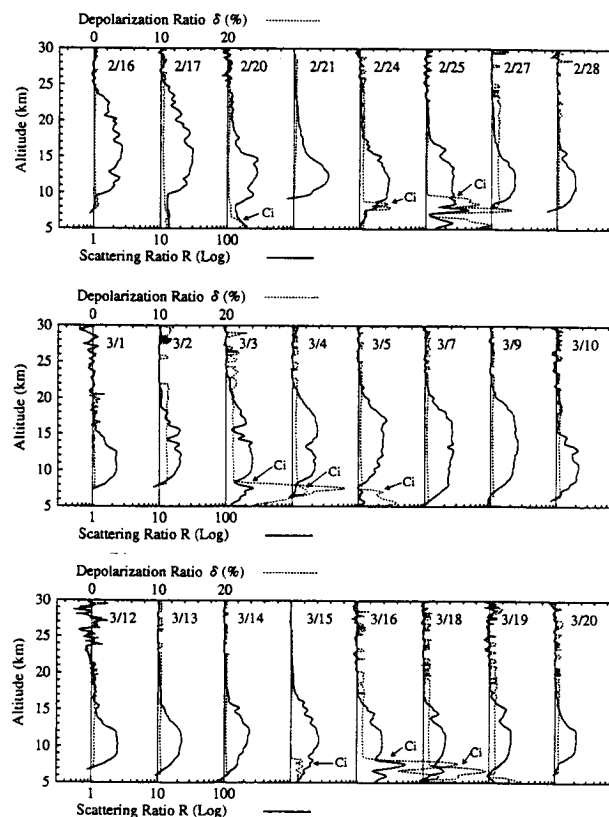 Depolarization Ratio δ (%)
0 10 20
30
25
20
15
10
5
Altitude (km)
2/16 2/17 2/20 2/21 2/24 2/25 2/27 2/28
Ci Ci Ci
1 10 100
Scattering Ratio R (Log)
Depolarization Ratio δ (%)
0 10 20
30
25
20
15
10
5
Altitude (km)
3/1 3/2 3/3 3/4 3/5 3/7 3/9 3/10
Ci Ci Ci
1 10 100
Scattering Ratio R (Log)
Depolarization Ratio δ (%)
0 10 20
30
25
20
15
10
5
Altitude (km)
3/12 3/13 3/14 3/15 3/16 3/18 3/19 3/20
Ci Ci Ci
1 10 100
Scattering Ratio R (Log)